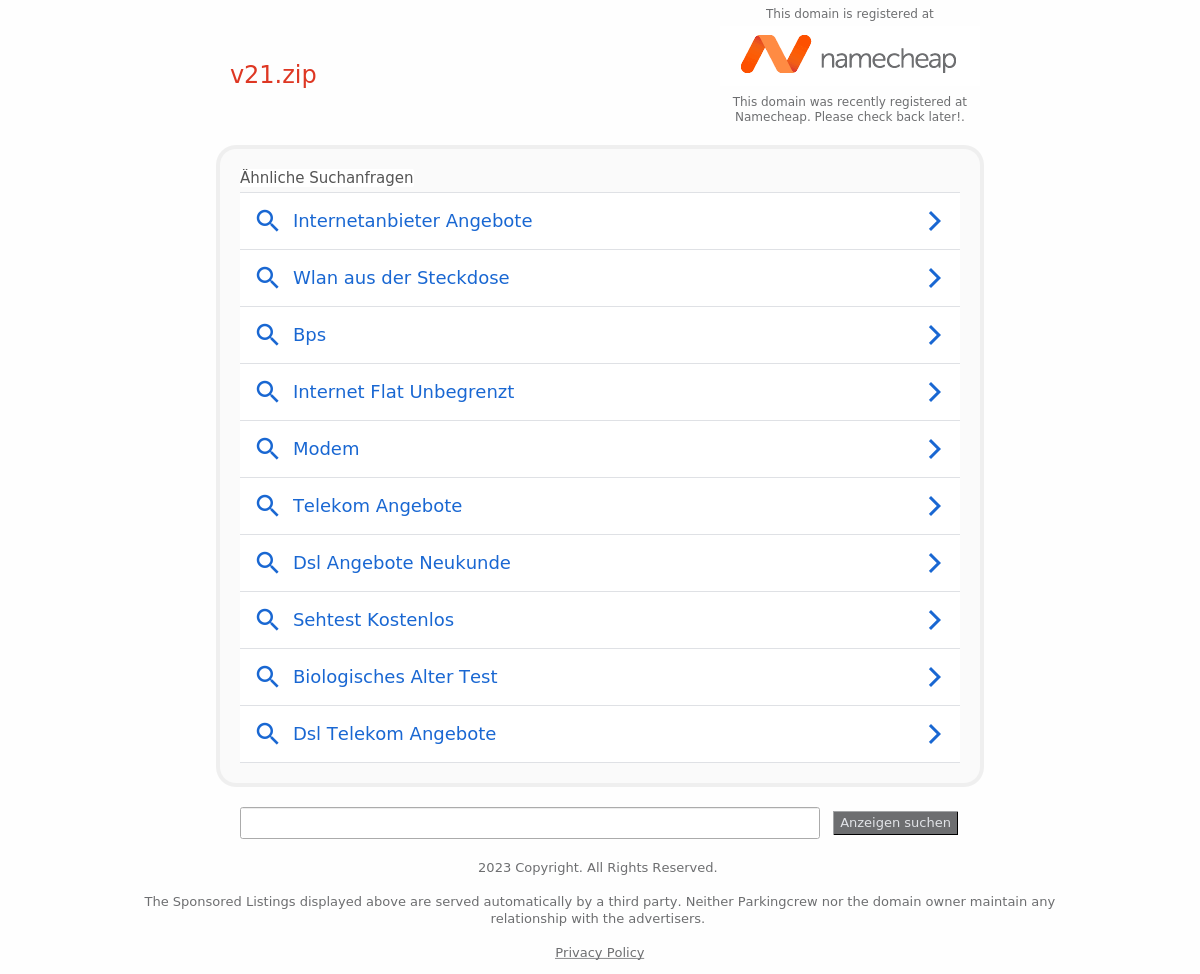 This domain is registered at
namecheap
v21.zip
This domain was recently registered at
Namecheap. Please check back later!.
Ähnliche Suchanfragen
Internetanbieter Angebote
Wlan aus der Steckdose
Bps
Internet Flat Unbegrenzt
Modem
Telekom Angebote
Dsl Angebote Neukunde
Sehtest Kostenlos
Biologisches Alter Test
Dsl Telekom Angebote
Anzeigen suchen
2023 Copyright. All Rights Reserved.
The Sponsored Listings displayed above are served automatically by a third party. Neither Parkingcrew nor the domain owner maintain any
relationship with the advertisers.
Privacy Policy